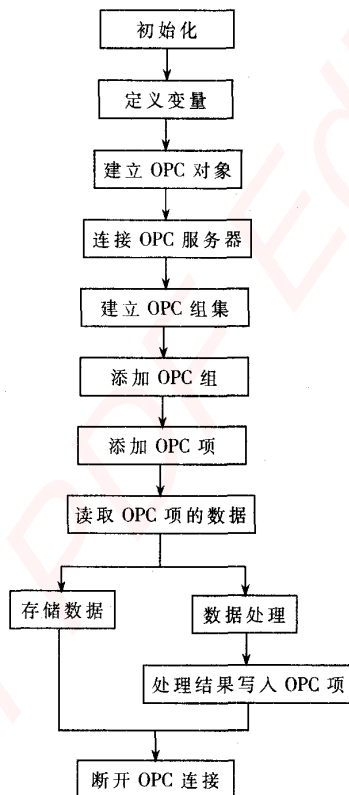 初始化
定义变量
建立 OPC 对象
连接 OPC 服务器
建立 OPC 组集
添加 OPC 组
添加 OPC 项
读取 OPC 项的数据
存储数据
数据处理
处理结果写入 OPC 项
断开 OPC 连接